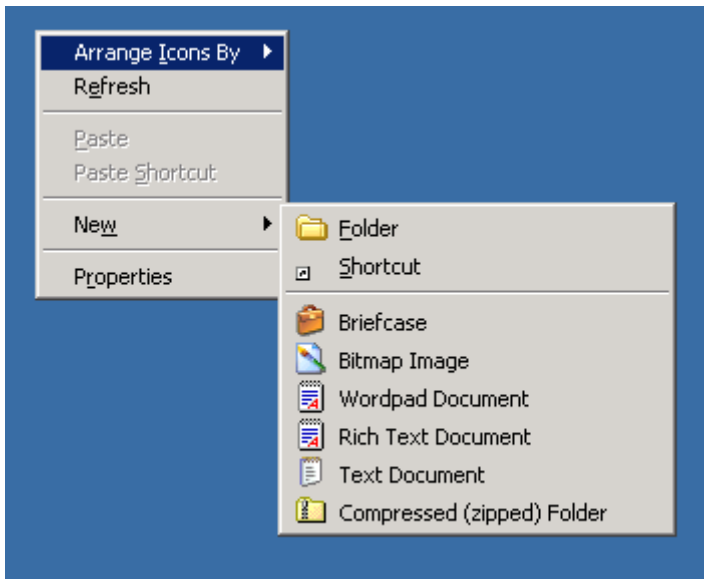 Arrange Icons By
Refresh
Paste
Paste Shortcut
New
Properties
Folder
Shortcut
Briefcase
Bitmap Image
Wordpad Document
Rich Text Document
Text Document
Compressed (zipped) Folder